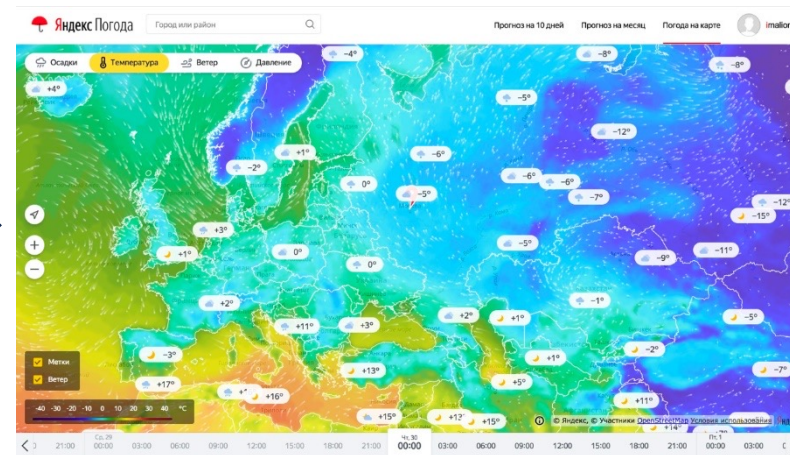 Яндекс Погода
Город или район
Прогноз на 10 дней
Прогноз на месяц
Погода на карте
imallor
Осадки
Температура
Ветер
Давление
−4°
−8°
−8°
+4°
−5°
−12°
+1°
−6°
−2°
0°
−5°
−6°
−6°
−7°
−12°
−15°
+3°
+1°
0°
0°
−5°
−9°
−11°
+2°
+11°
+3°
+2°
+1°
−1°
−5°
−3°
+13°
+1°
−2°
−7°
+17°
+16°
+5°
+11°
+15°
+15°
+14°
Метки
Ветер
-40 -30 -20 -10 0 10 20 30 40 °C
© Яндекс, © Участники OpenStreetMap Условия использования
21:00
Ср, 29
00:00 03:00 06:00 09:00 12:00 15:00 18:00 21:00
Чт, 30
00:00 03:00 06:00 09:00 12:00 15:00 18:00 21:00
Пт, 1
00:00 03:00